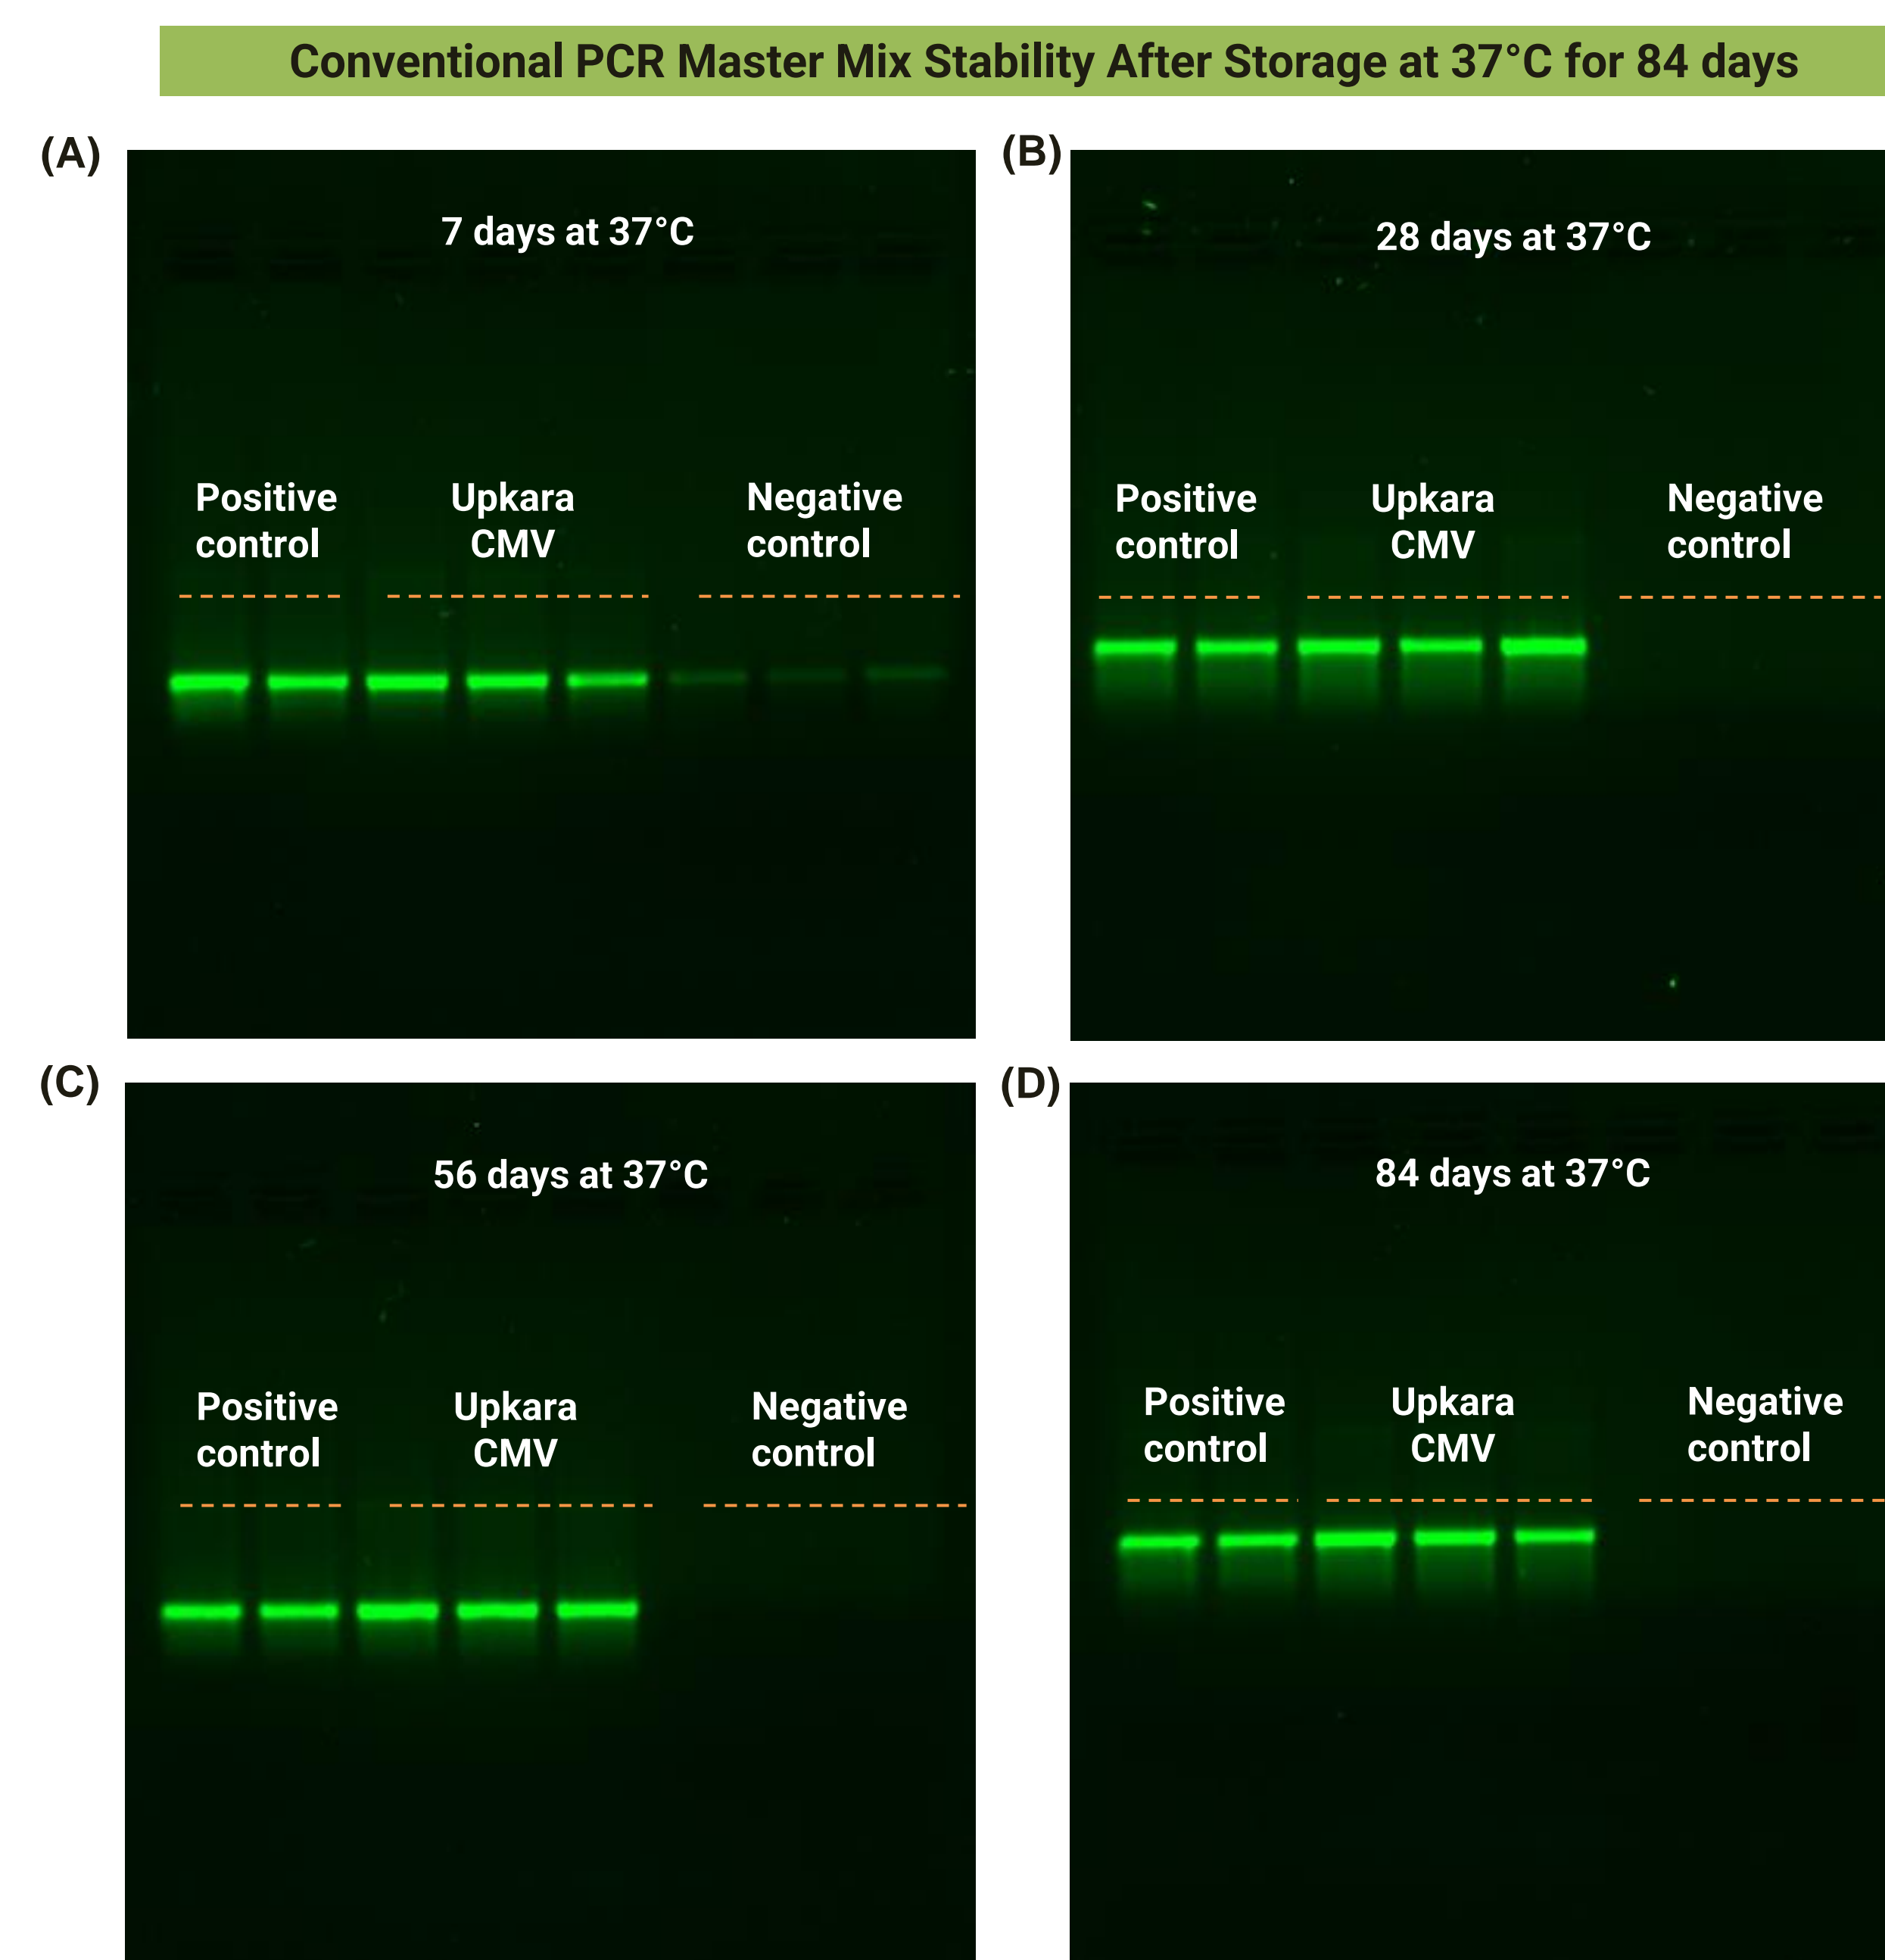 Conventional PCR Master Mix Stability After Storage at 37°C for 84 days
(A)
7 days at 37°C
Positive
control
Upkara
CMV
Negative
control
(B)
28 days at 37°C
Positive
control
Upkara
CMV
Negative
control
(C)
56 days at 37°C
Positive
control
Upkara
CMV
Negative
control
(D)
84 days at 37°C
Positive
control
Upkara
CMV
Negative
control